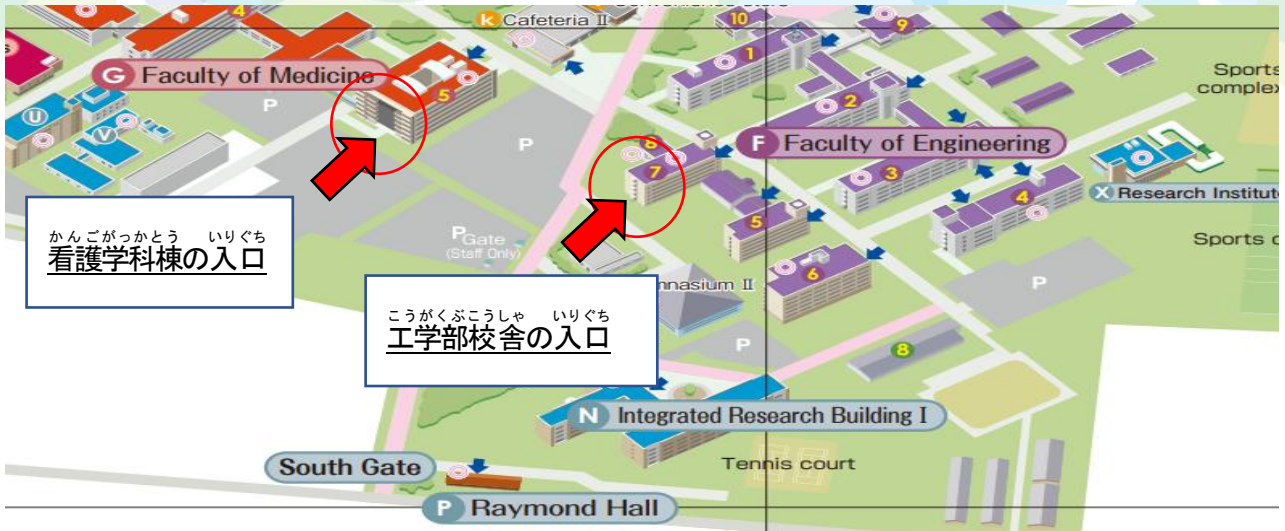 k Cafeteria II
4
10
9
1
G Faculty of Medicine
5
P
P
2
Sports
complex
U
V
8
7
F Faculty of Engineering
3
4
X Research Institut
かんごがっかとう いりぐち
看護学科棟の入口
P Gate
(Staff Only)
5
6
Sports
P
こうがくぶこうしゃ いりぐち
工学部校舎の入口
mnasium II
P
8
N Integrated Research Building I
South Gate
Tennis court
P Raymond Hall